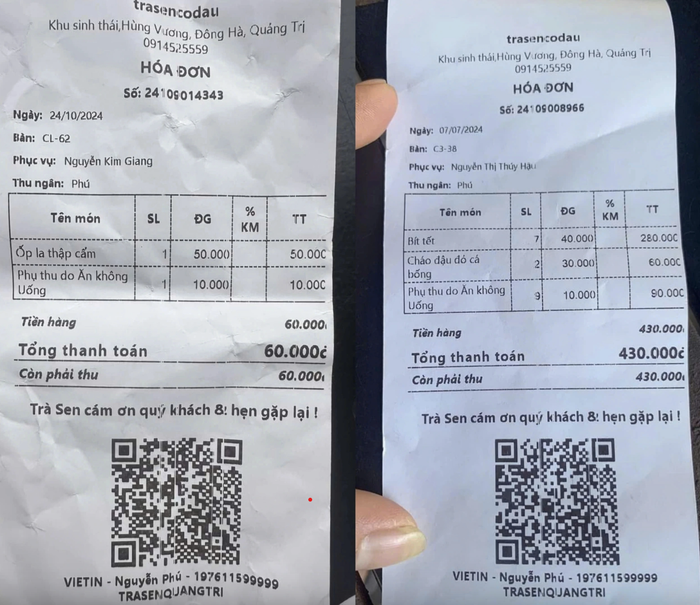 trasencodau
Khu sinh thái,Hùng Vương, Đông Hà, Quảng Trị
0914525559
HÓA ĐƠN
Số: 24109014343
Ngày: 24/10/2024
Bàn: CL-62
Phục vụ: Nguyễn Kim Giang
Thu ngân: Phú
Tên món SL ĐG % KM TT
Ốp la thập cẩm 1 50.000 50.000
Phụ thu do Ăn không 1 10.000 10.000
Uống
Tiền hàng 60.000
Tổng thanh toán 60.000đ
Còn phải thu 60.000
Trà Sen cám ơn quý khách & hẹn gặp lại !
VIETIN - Nguyễn Phú - 197611599999
TRASENQUANGTRI
trasencodau
Khu sinh thái,Hùng Vương, Đông Hà, Quảng Trị
0914525559
HÓA ĐƠN
Số: 24109008966
Ngày: 07/07/2024
Bàn: C3-38
Phục vụ: Nguyễn Thị Thúy Hậu
Thu ngân: Phú
Tên món SL ĐG % KM TT
Bít tết 7 40.000 280.000
Cháo đậu đỏ cá 2 30.000 60.000
bống
Phụ thu do Ăn không 9 10.000 90.000
Uống
Tiền hàng 430.000
Tổng thanh toán 430.000đ
Còn phải thu 430.000
Trà Sen cám ơn quý khách & hẹn gặp lại !
VIETIN - Nguyễn Phú - 197611599999
TRASENQUANGTRI